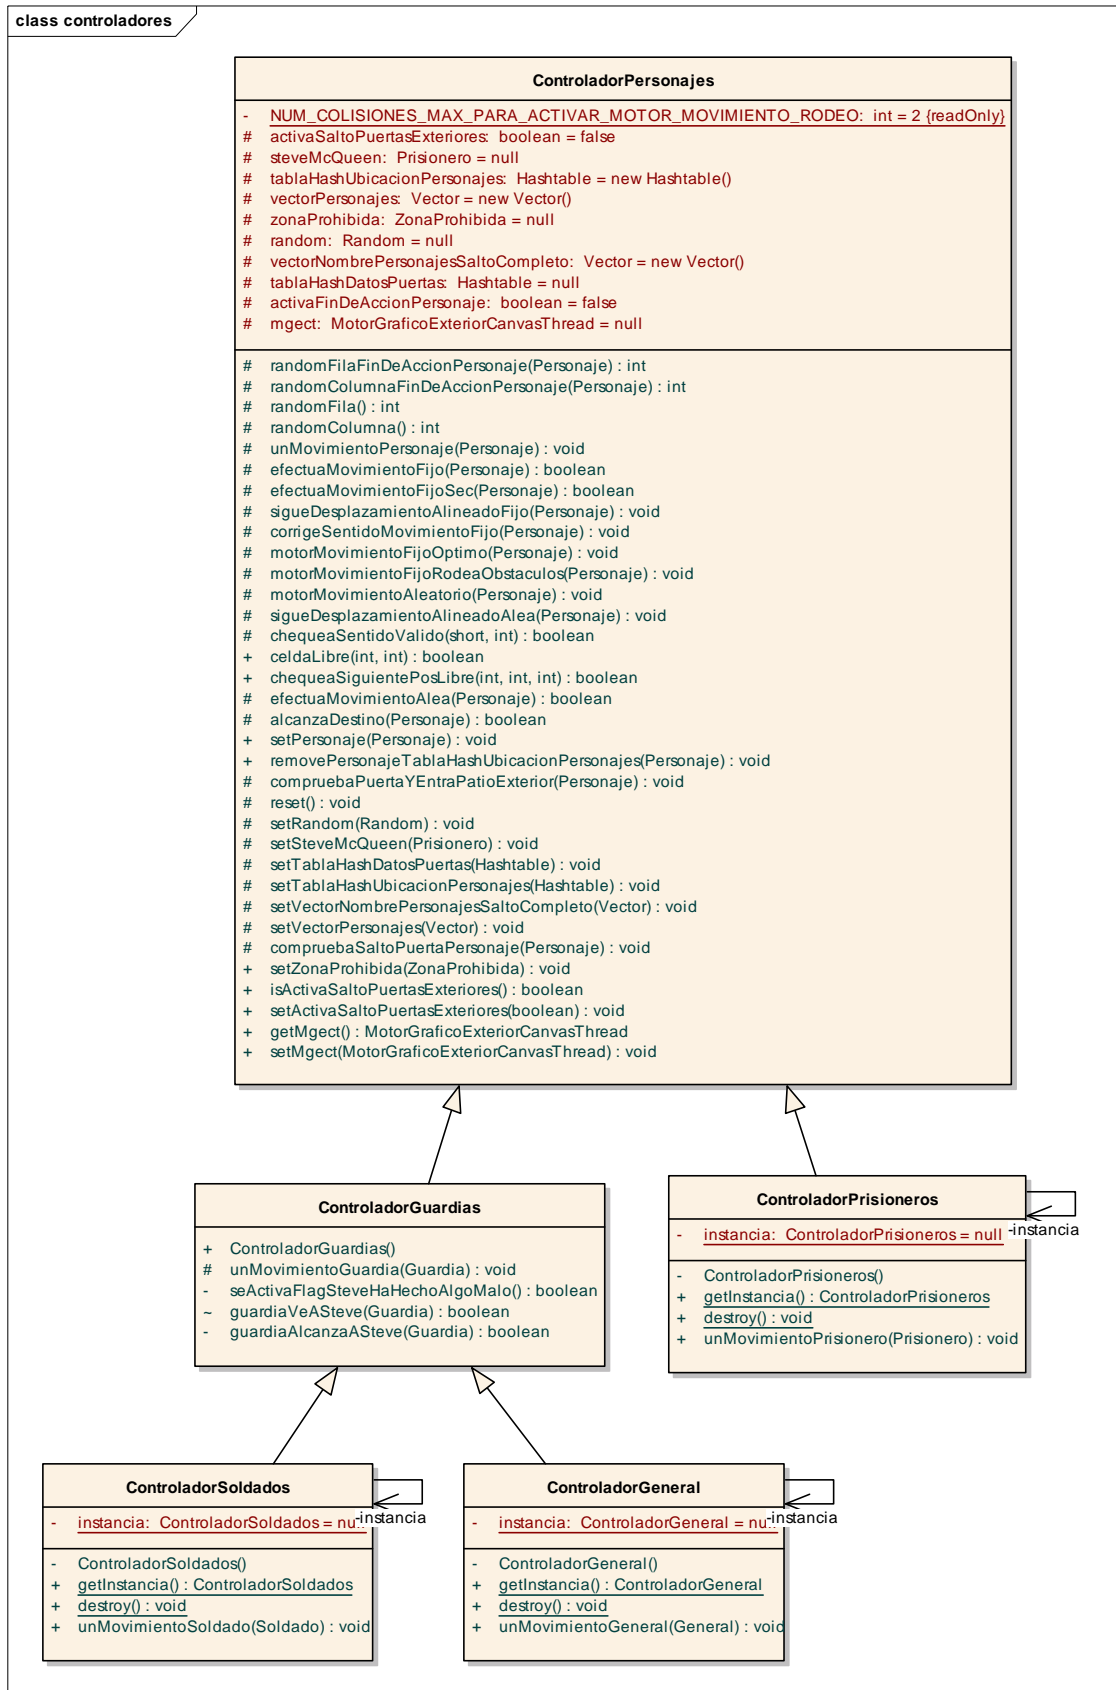 class controladores
ControladorPersonajes
- NUM_COLISIONES_MAX_PARA_ACTIVAR_MOTOR_MOVIMIENTO_RODEO: int = 2 {readOnly}
# activaSaltoPuertasExteriores: boolean = false
# steveMcQueen: Prisionero = null
# tablaHashUbicacionPersonajes: Hashtable = new Hashtable()
# vectorPersonajes: Vector = new Vector()
# zonaProhibida: ZonaProhibida = null
# random: Random = null
# vectorNombrePersonajesSaltoCompleto: Vector = new Vector()
# tablaHashDatosPuertas: Hashtable = null
# activaFinDeAccionPersonaje: boolean = false
# mgect: MotorGraficoExteriorCanvasThread = null
# randomFilaFinDeAccionPersonaje(Personaje) : int
# randomColumnaFinDeAccionPersonaje(Personaje) : int
# randomFila() : int
# randomColumna() : int
# unMovimientoPersonaje(Personaje) : void
# efectuaMovimientoFijo(Personaje) : boolean
# efectuaMovimientoFijoSec(Personaje) : boolean
# sigueDesplazamientoAlineadoFijo(Personaje) : void
# corrigeSentidoMovimientoFijo(Personaje) : void
# motorMovimientoFijoOptimo(Personaje) : void
# motorMovimientoFijoRodeaObstaculos(Personaje) : void
# motorMovimientoAleatorio(Personaje) : void
# sigueDesplazamientoAlineadoAlea(Personaje) : void
# chequeaSentidoValido(short, int) : boolean
+ celdaLibre(int, int) : boolean
+ chequeaSiguientePosLibre(int, int, int) : boolean
# efectuaMovimientoAlea(Personaje) : boolean
# alcanzaDestino(Personaje) : boolean
+ setPersonaje(Personaje) : void
+ removePersonajeTablaHashUbicacionPersonajes(Personaje) : void
# compruebaPuertaYEntraPatioExterior(Personaje) : void
# reset() : void
# setRandom(Random) : void
# setSteveMcQueen(Prisionero) : void
# setTablaHashDatosPuertas(Hashtable) : void
# setTablaHashUbicacionPersonajes(Hashtable) : void
# setVectorNombrePersonajesSaltoCompleto(Vector) : void
# setVectorPersonajes(Vector) : void
# compruebaSaltoPuertaPersonaje(Personaje) : void
+ setZonaProhibida(ZonaProhibida) : void
+ isActivaSaltoPuertasExteriores() : boolean
+ setActivaSaltoPuertasExteriores(boolean) : void
+ getMgect() : MotorGraficoExteriorCanvasThread
+ setMgect(MotorGraficoExteriorCanvasThread) : void
ControladorGuardias
+ ControladorGuardias()
# unMovimientoGuardia(Guardia) : void
- seActivaFlagSteveHaHechoAlgoMalo() : boolean
~ guardiaVeASteve(Guardia) : boolean
- guardiaAlcanzaASteve(Guardia) : boolean
ControladorPrisioneros
- instancia: ControladorPrisioneros = null
-instancia
- ControladorPrisioneros()
+ getInstancia() : ControladorPrisioneros
+ destroy() : void
+ unMovimientoPrisionero(Prisionero) : void
ControladorSoldados
- instancia: ControladorSoldados = null
-instancia
- ControladorSoldados()
+ getInstancia() : ControladorSoldados
+ destroy() : void
+ unMovimientoSoldado(Soldado) : void
ControladorGeneral
- instancia: ControladorGeneral = null
-instancia
- ControladorGeneral()
+ getInstancia() : ControladorGeneral
+ destroy() : void
+ unMovimientoGeneral(General) : void